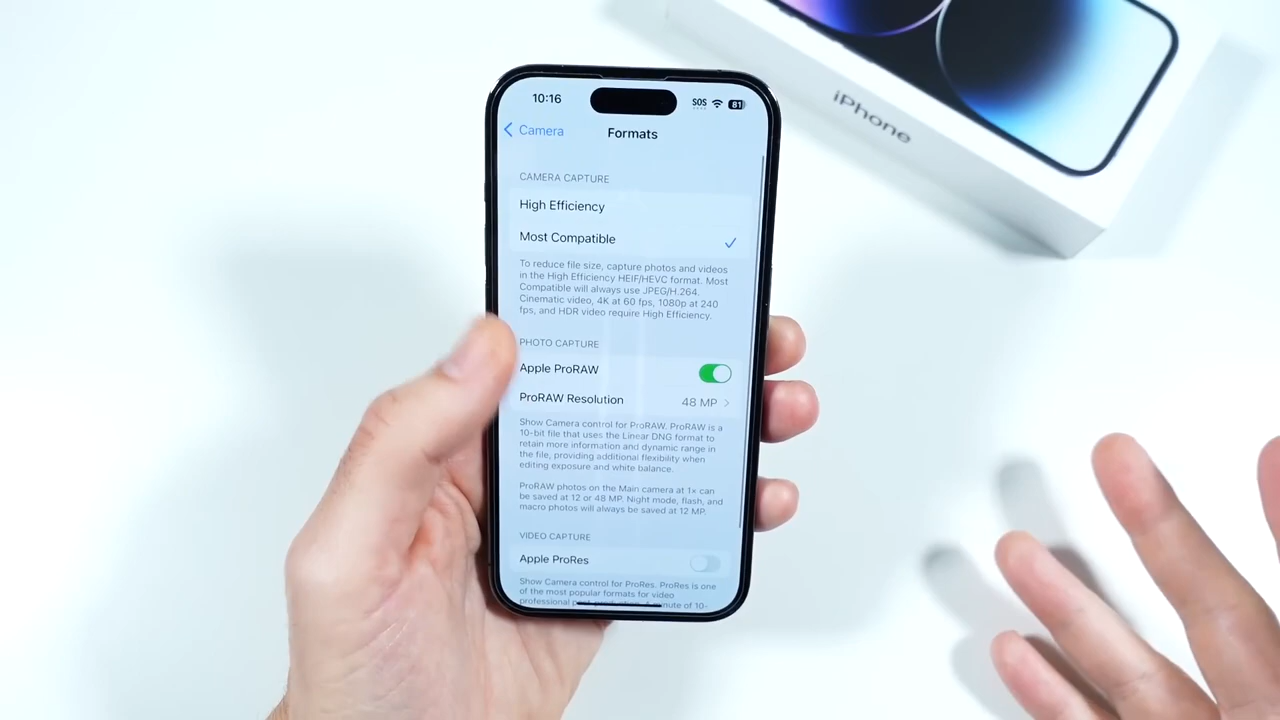 iPhone
10:16 SOS 81
Camera Formats
CAMERA CAPTURE
High Efficiency
Most Compatible
To reduce file size, capture photos and videos
in the High Efficiency HEIF/HEVC format. Most
Compatible will always use JPEG/H.264.
Cinematic video, 4K at 60 fps, 1080p at 240
fps, and HDR video require High Efficiency.
PHOTO CAPTURE
Apple ProRAW
ProRAW Resolution 48 MP
Show Camera control for ProRAW. ProRAW is a
10-bit file that uses the Linear DNG format to
retain more information and dynamic range in
the file, providing additional flexibility when
editing exposure and white balance.
ProRAW photos on the Main camera at 1× can
be saved at 12 or 48 MP. Night mode, flash, and
macro photos will always be saved at 12 MP.
VIDEO CAPTURE
Apple ProRes
Show Camera control for ProRes. ProRes is one
of the most popular formats for video
professional post-production. A minute of 10-